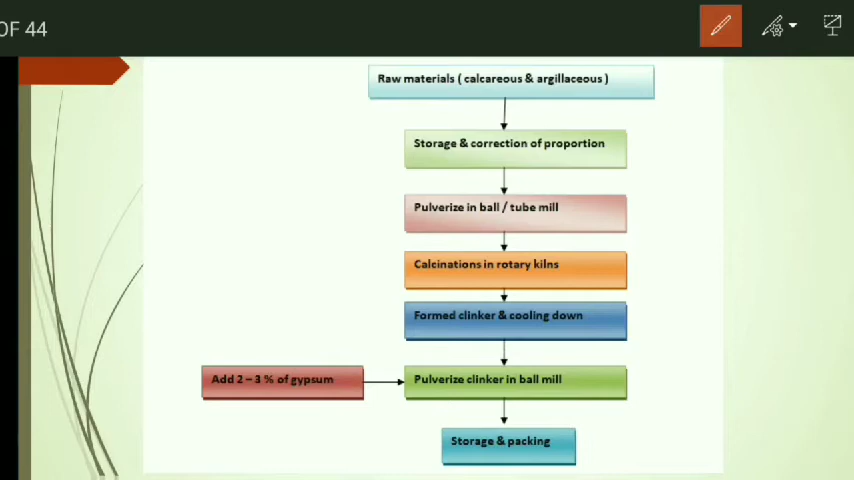 OF 44
Raw materials ( calcareous & argillaceous )
Storage & correction of proportion
Pulverize in ball / tube mill
Calcinations in rotary kilns
Formed clinker & cooling down
Add 2 – 3 % of gypsum
Pulverize clinker in ball mill
Storage & packing